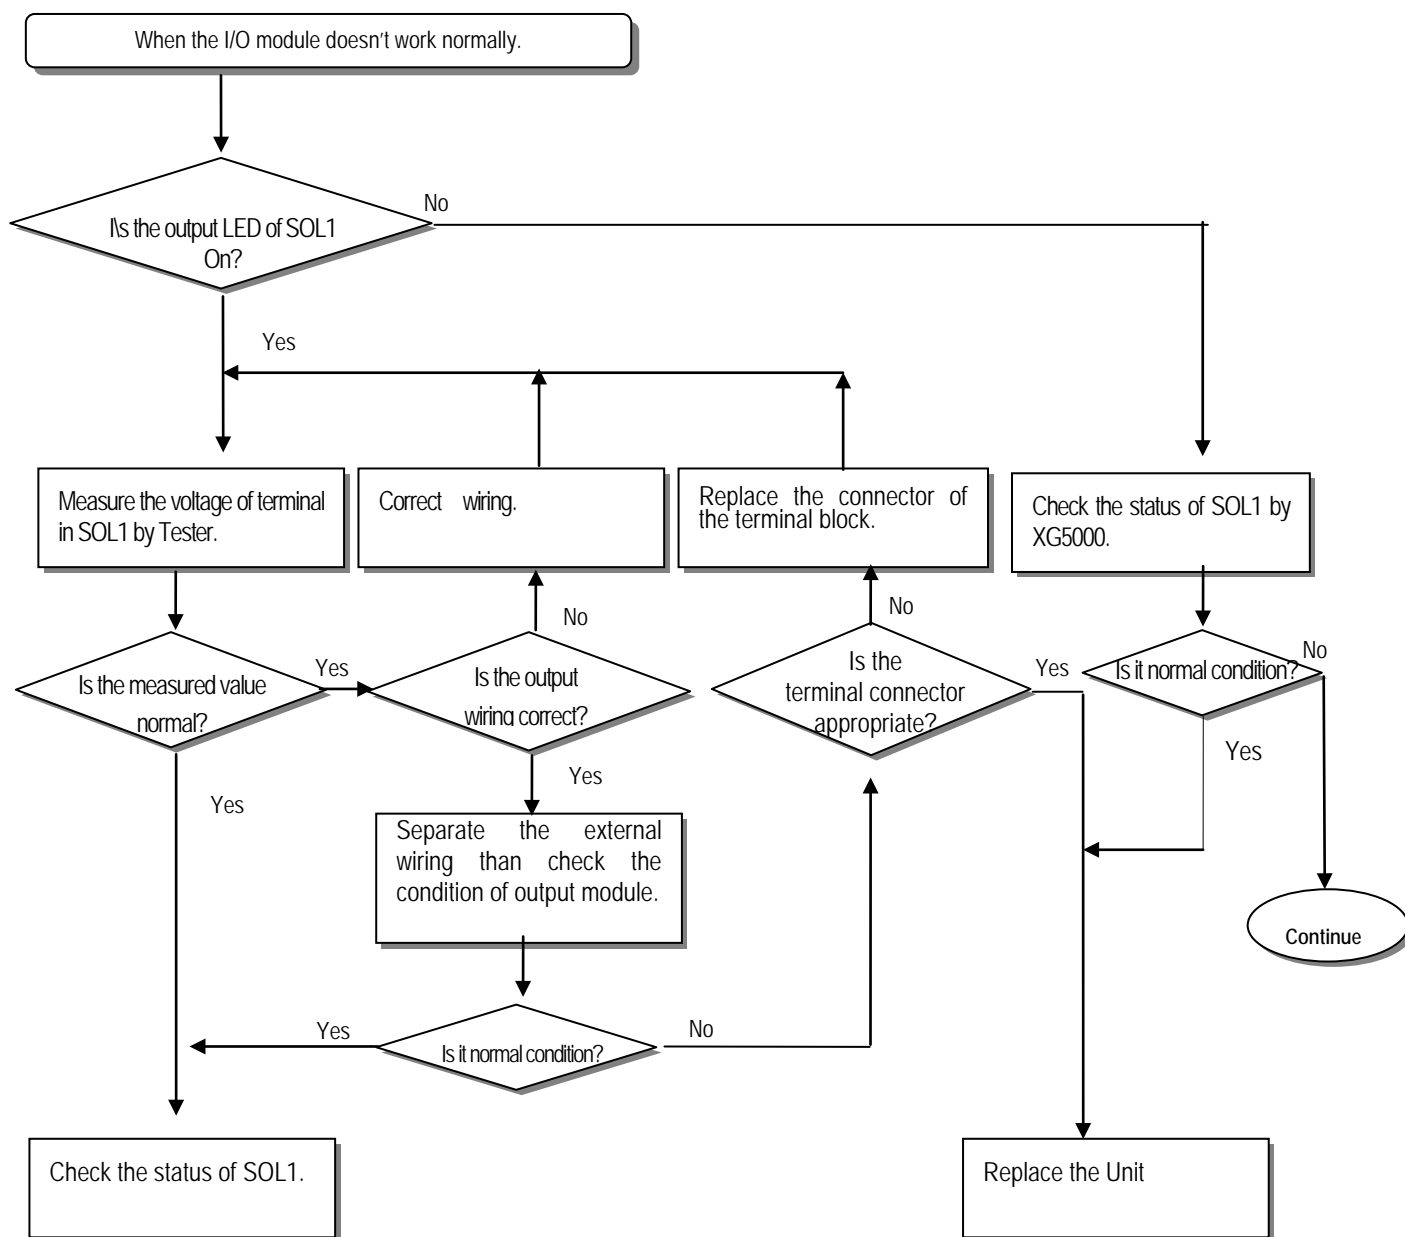 When the I/O module doesn't work normally.
I\s the output LED of SOL1
On?
No
Yes
Measure the voltage of terminal
in SOL1 by Tester.
Correct wiring.
Replace the connector of
the terminal block.
Check the status of SOL1 by
XG5000.
No
No
Is the measured value
normal?
Yes
Is the output
wiring correct?
Is the
terminal connector
appropriate?
Yes
Is it normal condition?
No
Yes
Yes
Yes
Separate the external
wiring than check the
condition of output module.
Continue
Yes
Is it normal condition?
No
Check the status of SOL1.
Replace the Unit